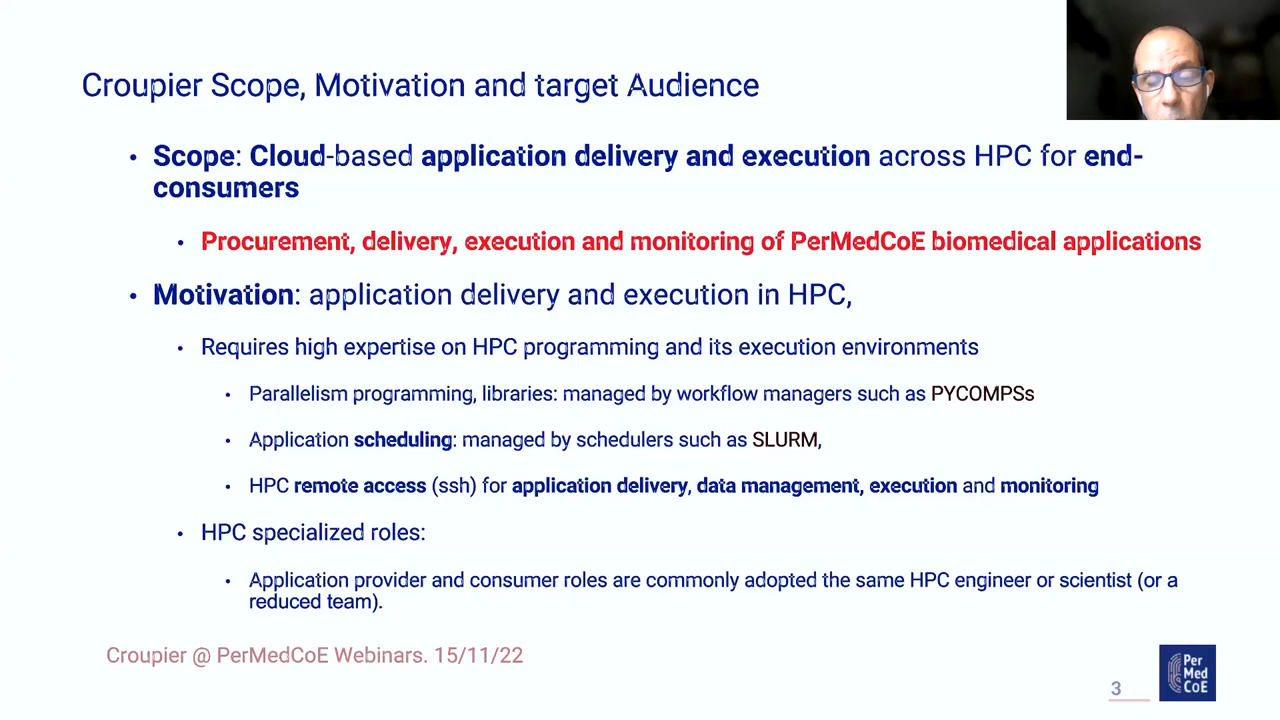 Croupier Scope, Motivation and target Audience
• Scope: Cloud-based application delivery and execution across HPC for end-
consumers
• Procurement, delivery, execution and monitoring of PerMedCoE biomedical applications
• Motivation: application delivery and execution in HPC,
• Requires high expertise on HPC programming and its execution environments
• Parallelism programming, libraries: managed by workflow managers such as PYCOMPSs
• Application scheduling: managed by schedulers such as SLURM,
• HPC remote access (ssh) for application delivery, data management, execution and monitoring
• HPC specialized roles:
• Application provider and consumer roles are commonly adopted the same HPC engineer or scientist (or a
reduced team).
Croupier @ PerMedCoE Webinars. 15/11/22
3
Per
Med
CoE